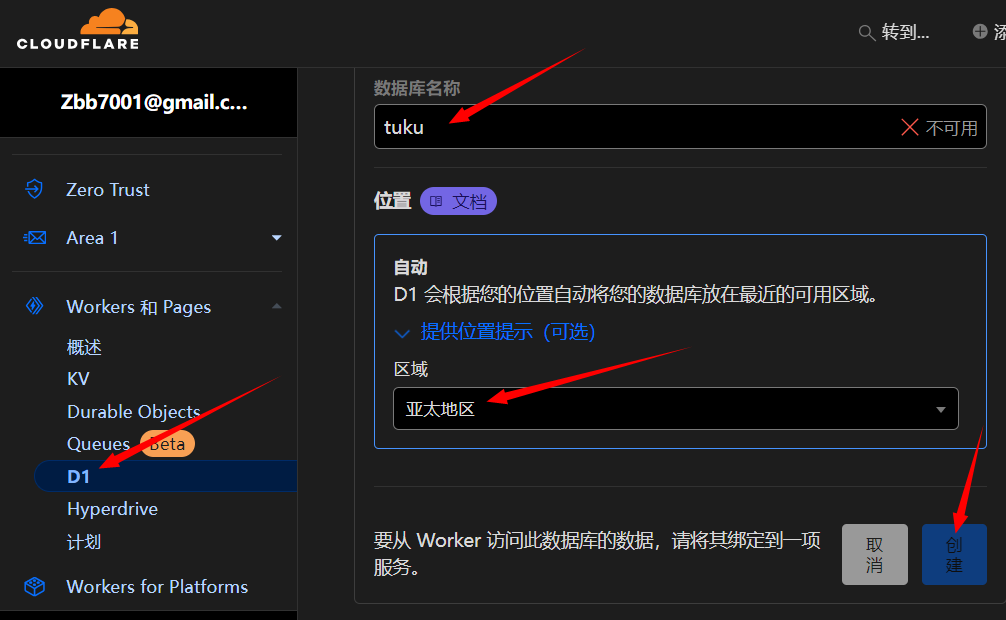 CLOUDFLARE
转到...
添
Zbb7001@gmail.c...
Zero Trust
Area 1
Workers 和 Pages
概述
KV
Durable Objects
Queues Beta
D1
Hyperdrive
计划
Workers for Platforms
数据库名称
tuku
不可用
位置 文档
自动
D1 会根据您的位置自动将您的数据库放在最近的可用区域。
提供位置提示（可选）
区域
亚太地区
要从 Worker 访问此数据库的数据，请将其绑定到一项
服务。
取
消
创
建